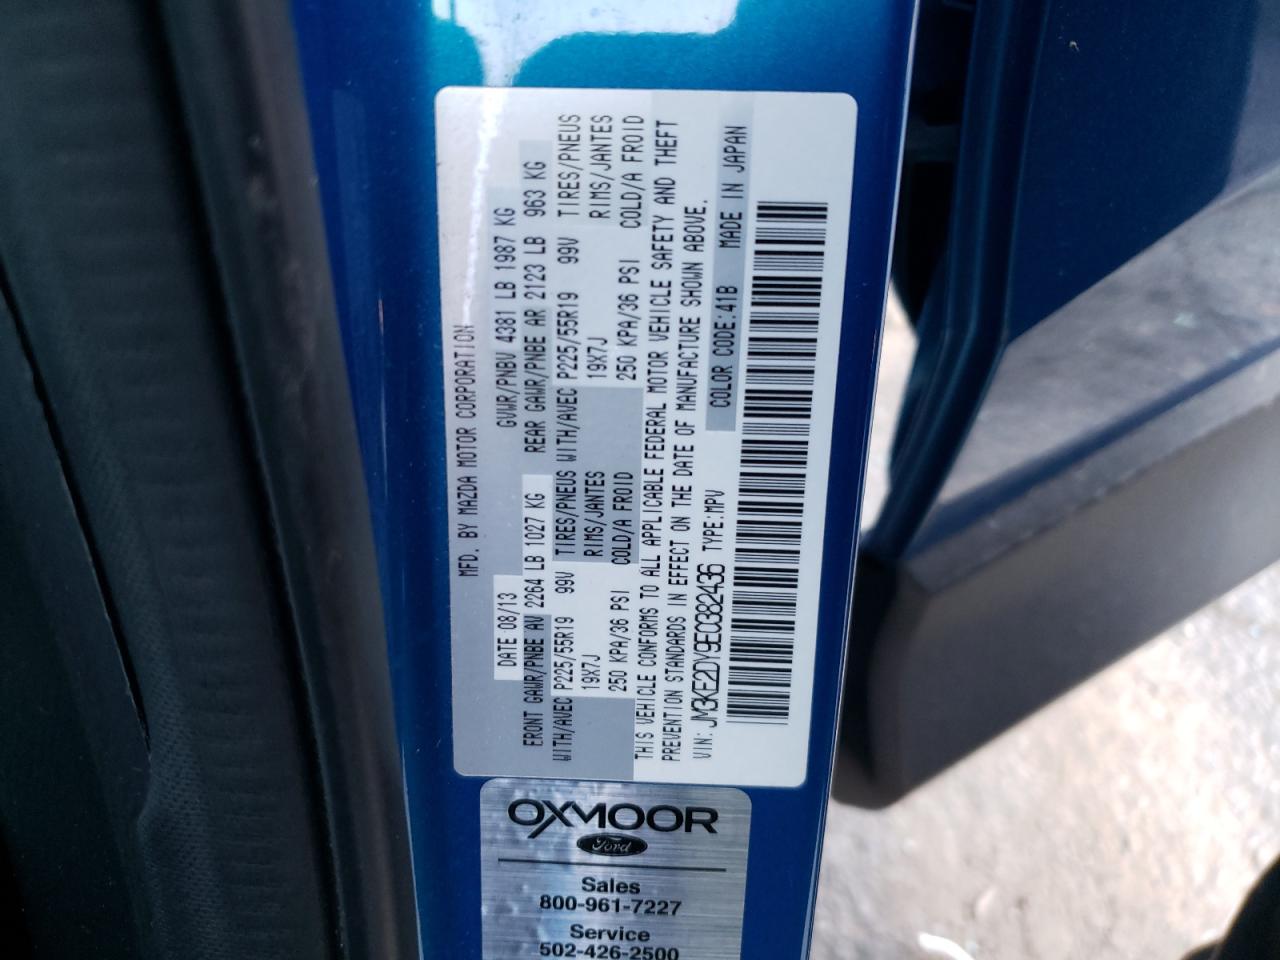 MFD. BY MAZDA MOTOR CORPORATION
DATE 08/13 GVWR/PNBV 4381 LB 1987 KG
FRONT GAWR/PNBE AV 2264 LB 1027 KG REAR GAWR/PNBE AR 2123 LB 963 KG
WITH/AVEC P225/55R19 99V TIRES/PNEUS WITH/AVEC P225/55R19 99V TIRES/PNEUS
19X7J RIMS/JANTES 19X7J RIMS/JANTES
250 KPA/36 PSI COLD/A FROID 250 KPA/36 PSI COLD/A FROID
THIS VEHICLE CONFORMS TO ALL APPLICABLE FEDERAL MOTOR VEHICLE SAFETY AND THEFT
PREVENTION STANDARDS IN EFFECT ON THE DATE OF MANUFACTURE SHOWN ABOVE.
VIN: JM3KE2DY9E0382436 TYPE:MPV COLOR CODE:41B MADE IN JAPAN
OXMOOR
Ford
Sales
800-961-7227
Service
502-426-2500